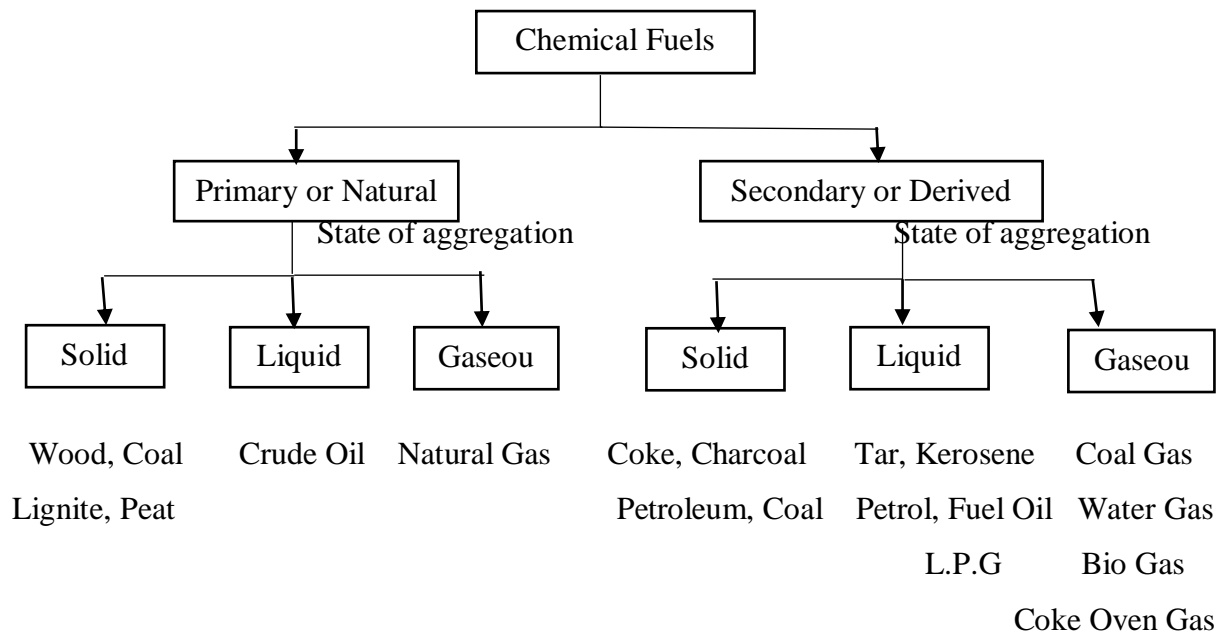 Chemical Fuels
Primary or Natural
Secondary or Derived
State of aggregation
State of aggregation
Solid
Liquid
Gaseou
Solid
Liquid
Gaseou
Wood, Coal
Crude Oil
Natural Gas
Coke, Charcoal
Tar, Kerosene
Coal Gas
Lignite, Peat
Petroleum, Coal
Petrol, Fuel Oil
Water Gas
L.P.G
Bio Gas
Coke Oven Gas